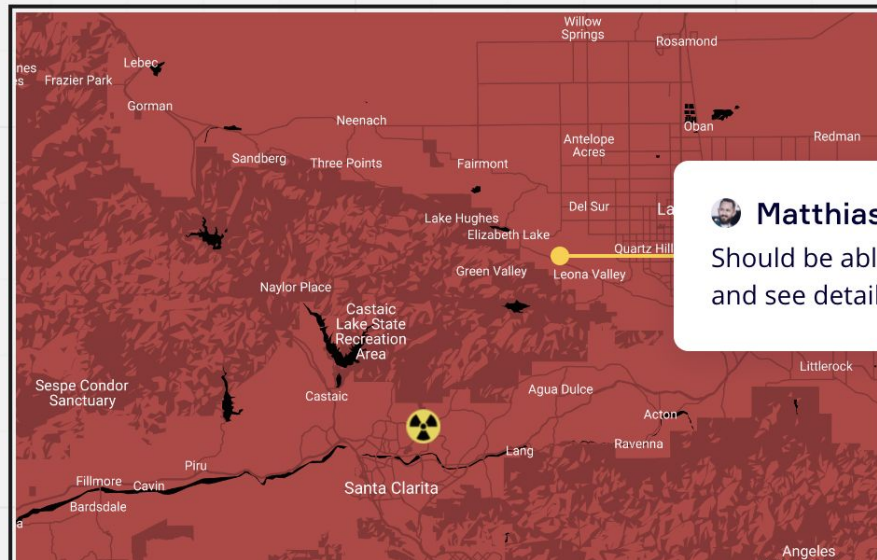 Willow
Springs
Rosamond
Lebec
nes
es
Frazier Park
Gorman
Neenach
Oban
Antelope
Acres
Redman
Sandberg
Three Points
Fairmont
Del Sur
La
Lake Hughes
Elizabeth Lake
Quartz Hill
Green Valley
Leona Valley
Matthias
Should be abl
and see detail
Naylor Place
Castaic
Lake State
Recreation
Area
Littlerock
Sespe Condor
Sanctuary
Castaic
Agua Dulce
Acton
Ravenna
Lang
Piru
Fillmore
Cavin
Santa Clarita
Bardsdale
a
Angeles